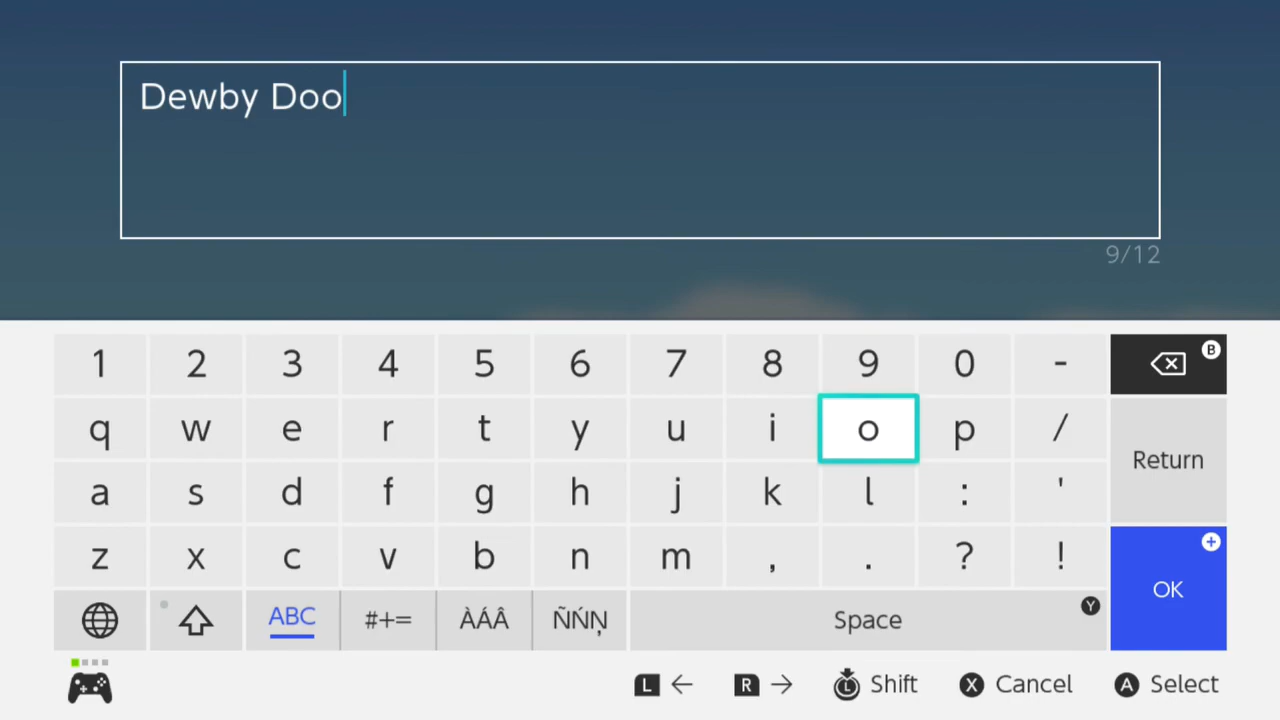 Dewby Doo
9/12
1 2 3 4 5 6 7 8 9 0 - B
q w e r t y u i o p /
Return
a s d f g h j k l : '
z x c v b n m , . ? !
OK
ABC #+= ÀÁÂ ÑŃŅ Space Y
L ← R → L Shift X Cancel A Select